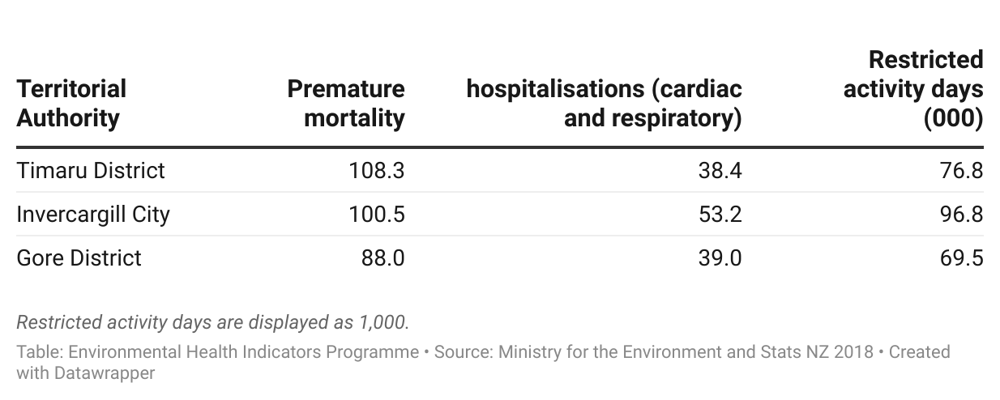 Restricted
Territorial Premature hospitalisations (cardiac activity days
Authority mortality and respiratory) (000)
Timaru District 108.3 38.4 76.8
Invercargill City 100.5 53.2 96.8
Gore District 88.0 39.0 69.5
Restricted activity days are displayed as 1,000.
Table: Environmental Health Indicators Programme • Source: Ministry for the Environment and Stats NZ 2018 • Created
with Datawrapper